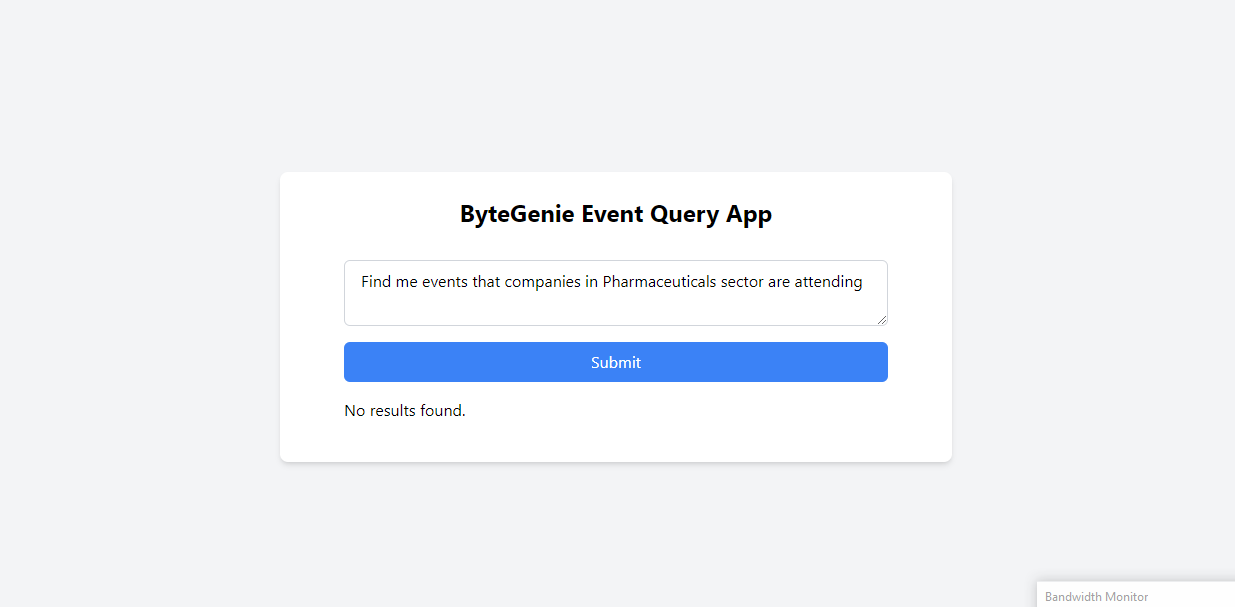 ByteGenie Event Query App
Find me events that companies in Pharmaceuticals sector are attending
Submit
No results found.
Bandwidth Monitor